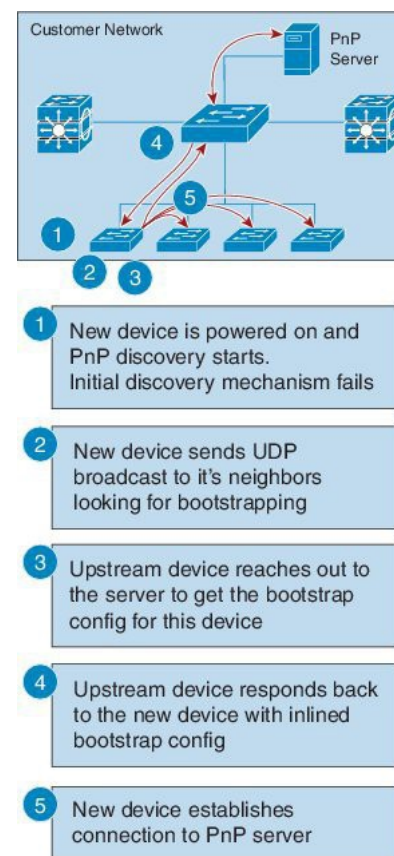 Customer Network
PnP
Server
4
5
1
2
3
1
New device is powered on and
PnP discovery starts.
Initial discovery mechanism fails
2
New device sends UDP
broadcast to it's neighbors
looking for bootstrapping
3
Upstream device reaches out to
the server to get the bootstrap
config for this device
4
Upstream device responds back
to the new device with inlined
bootstrap config
5
New device establishes
connection to PnP server